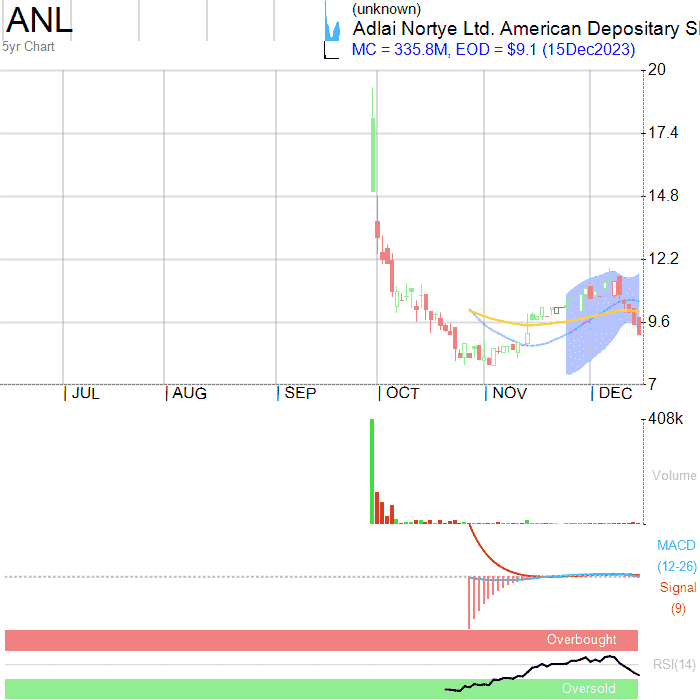 ANL
5yr Chart
(unknown)
Adlai Nortye Ltd. American Depositary
MC = 335.8M, EOD = $9.1 (15Dec2023)
20
17.4
14.8
12.2
9.6
7
JUL AUG SEP OCT NOV DEC
408k
Volume
MACD
(12-26)
Signal
(9)
Overbought
RSI(14)
Oversold